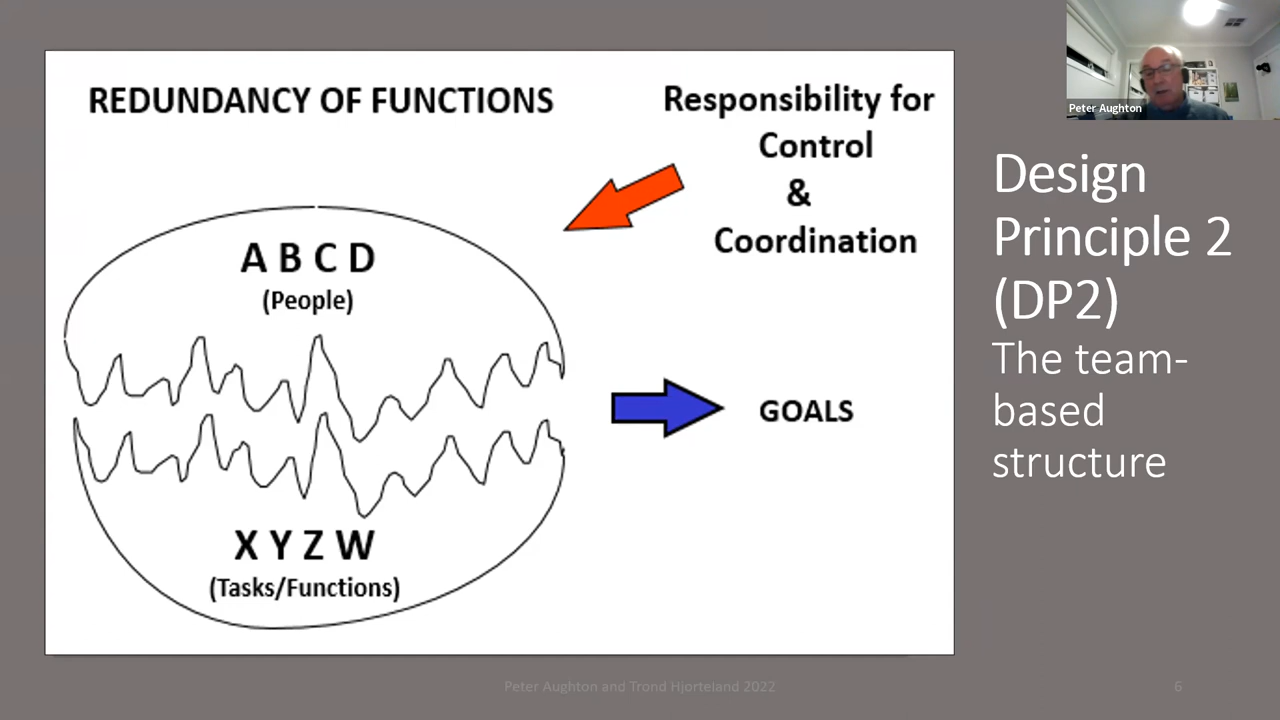 REDUNDANCY OF FUNCTIONS
Responsibility for
Control
&
Coordination
A B C D
(People)
GOALS
X Y Z W
(Tasks/Functions)
Peter Aughton
Design
Principle 2
(DP2)
The team-
based
structure
Peter Aughton and Trond Hjorteland 2022
6